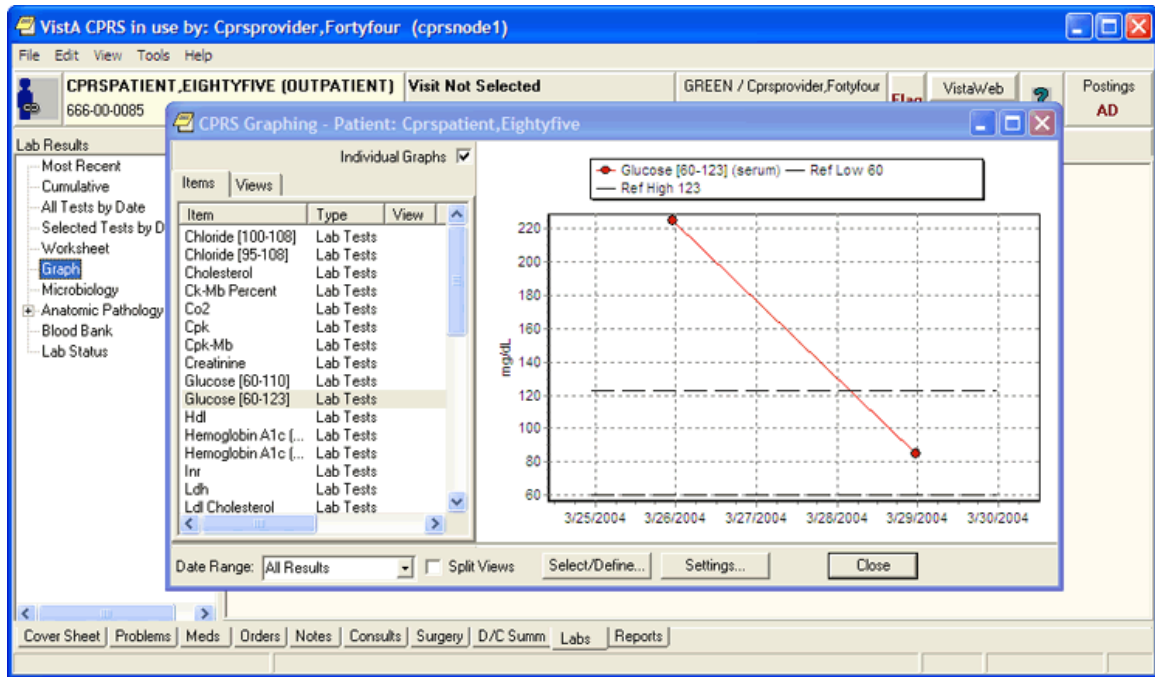 VistA CPRS in use by: Cprsprovider,Fortyfour (cprsnode1)
File Edit View Tools Help
CPRSPATIENT,EIGHTYFIVE (OUTPATIENT)
666-00-0085
Visit Not Selected
GREEN / Cprsprovider,Fortyfour
Flag
VistaWeb
?
Postings
AD
Lab Results
Most Recent
Cumulative
All Tests by Date
Selected Tests by D
Worksheet
Graph
Microbiology
Anatomic Pathology
Blood Bank
Lab Status
CPRS Graphing - Patient: Cprspatient,Eightyfive
Individual Graphs
Items Views
Item Type View
Chloride [100-108] Lab Tests
Chloride [95-108] Lab Tests
Cholesterol Lab Tests
Ck-Mb Percent Lab Tests
Co2 Lab Tests
Cpk Lab Tests
Cpk-Mb Lab Tests
Creatinine Lab Tests
Glucose [60-110] Lab Tests
Glucose [60-123] Lab Tests
Hdl Lab Tests
Hemoglobin A1c (... Lab Tests
Hemoglobin A1c (... Lab Tests
Inr Lab Tests
Ldh Lab Tests
Ldl Cholesterol Lab Tests
Glucose [60-123] (serum) Ref Low 60
Ref High 123
mg/dL
220
200
180
160
140
120
100
80
60
3/25/2004 3/26/2004 3/27/2004 3/28/2004 3/29/2004 3/30/2004
Date Range: All Results Split Views Select/Define... Settings... Close
Cover Sheet Problems Meds Orders Notes Consults Surgery D/C Summ Labs Reports